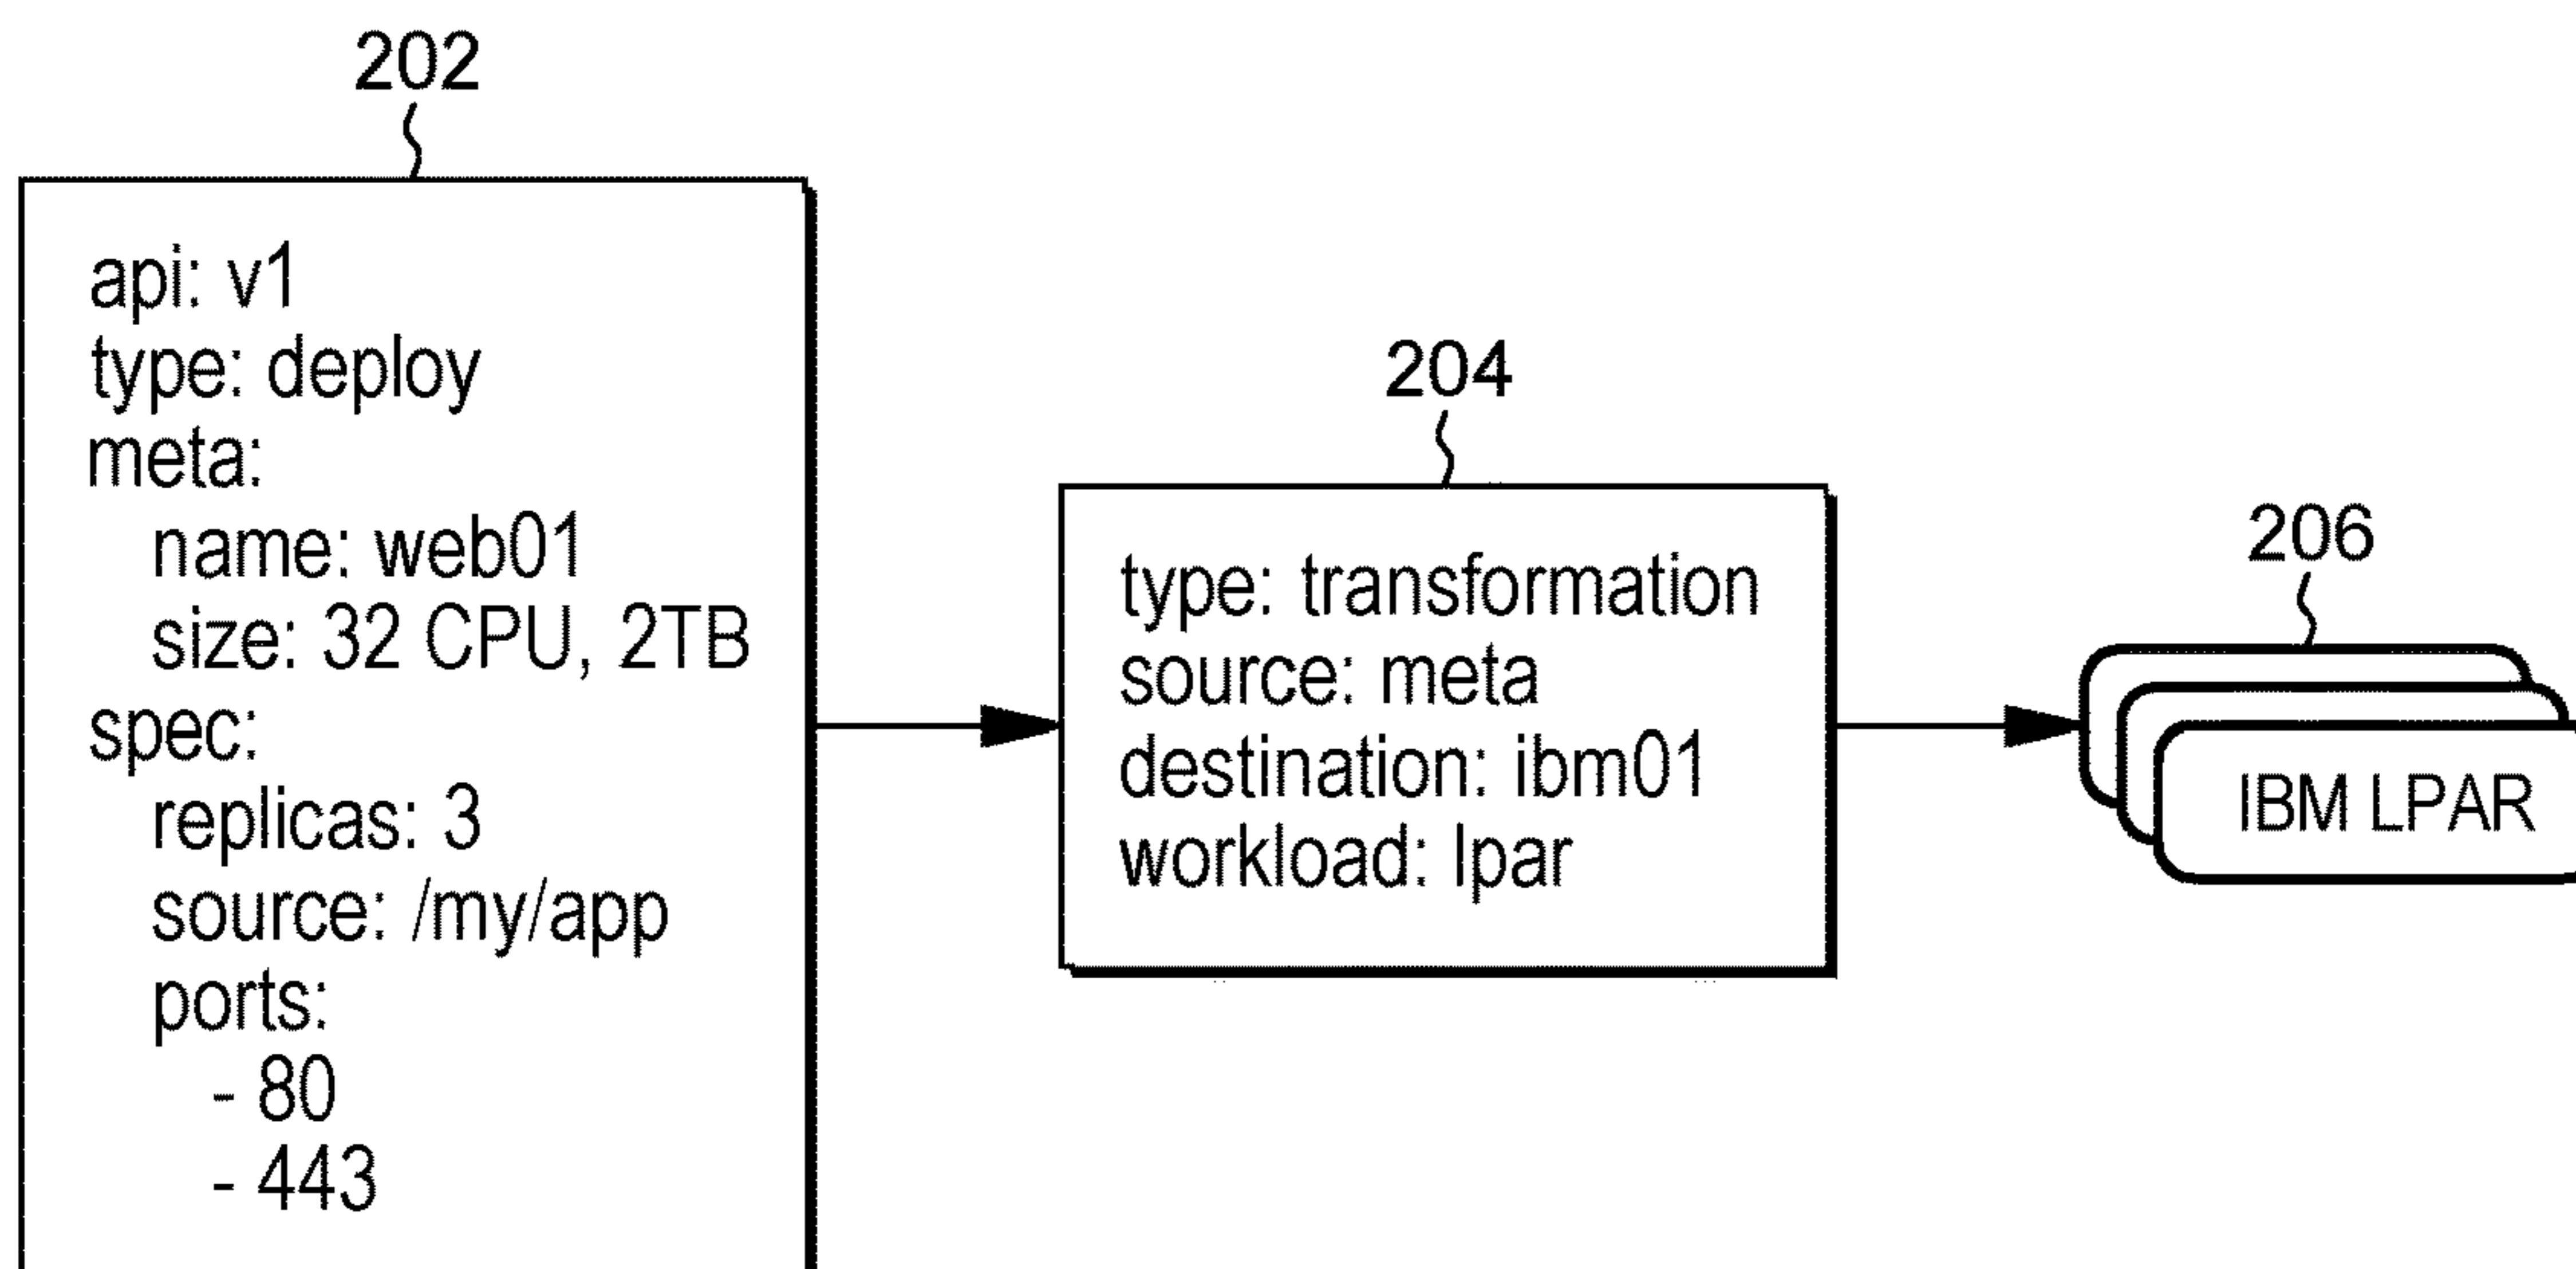 202
api: v1
type: deploy
meta:
name: web01
size: 32 CPU, 2TB
spec:
replicas: 3
source: /my/app
ports:
- 80
- 443
204
type: transformation
source: meta
destination: ibm01
workload: lpar
206
IBM LPAR